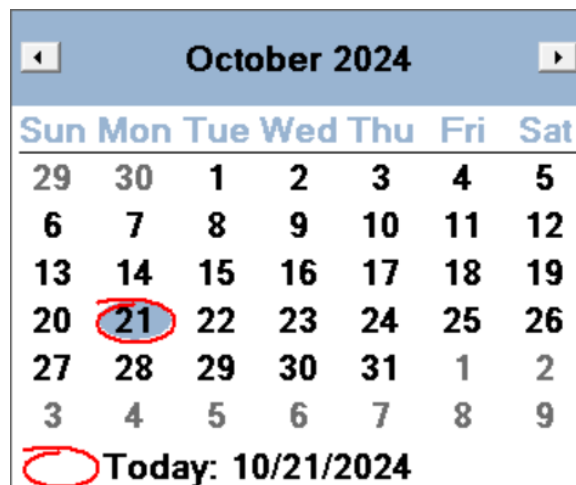 October 2024
Sun Mon Tue Wed Thu Fri Sat
29 30 1 2 3 4 5
6 7 8 9 10 11 12
13 14 15 16 17 18 19
20 21 22 23 24 25 26
27 28 29 30 31 1 2
3 4 5 6 7 8 9
Today: 10/21/2024